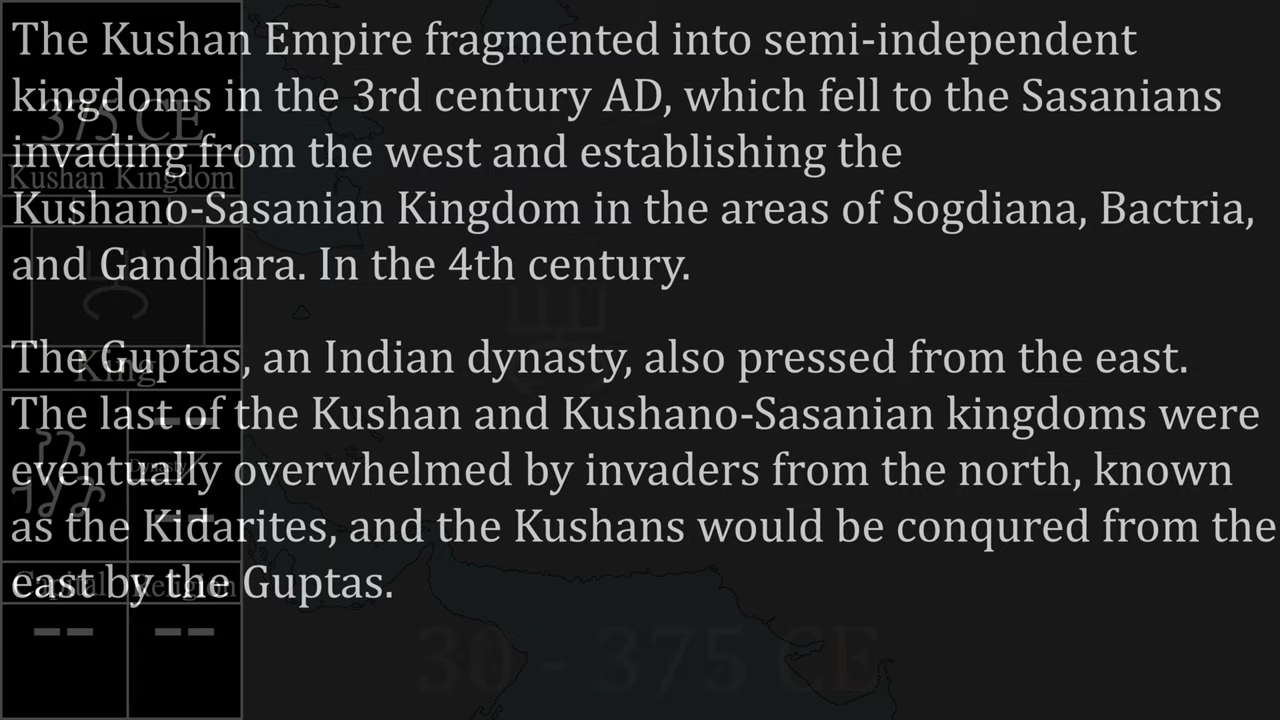 The Kushan Empire fragmented into semi-independent
kingdoms in the 3rd century AD, which fell to the Sasanians
invading from the west and establishing the
Kushano-Sasanian Kingdom in the areas of Sogdiana, Bactria,
and Gandhara. In the 4th century.
The Guptas, an Indian dynasty, also pressed from the east.
The last of the Kushan and Kushano-Sasanian kingdoms were
eventually overwhelmed by invaders from the north, known
as the Kidarites, and the Kushans would be conqured from the
east by the Guptas.
375 CE
Kushan Kingdom
King
--
Dynasty
--
Capital Religion
-- --
30 - 375 CE